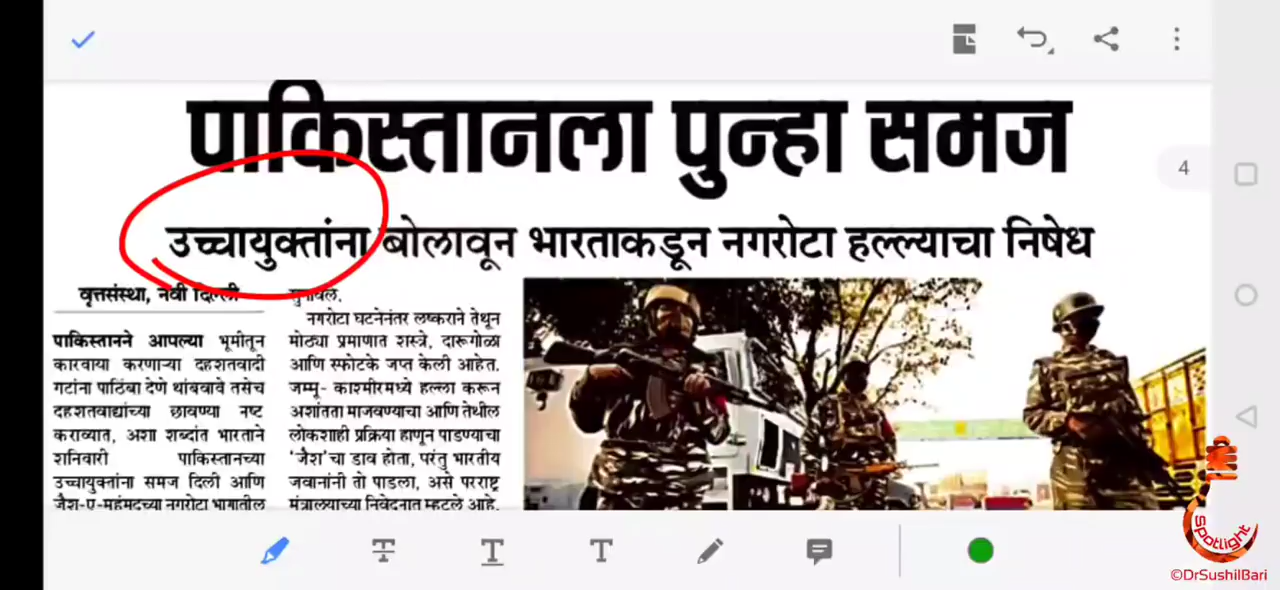 पाकिस्तानला पुन्हा समज
4
उच्चायुक्तांना बोलावून भारताकडून नगरोटा हल्ल्याचा निषेध
वृत्तसंस्था, नवी दिल्ली
पाकिस्तानने आपल्या भूमीतून
कारवाया करणाऱ्या दहशतवादी
गटांना पाठिंबा देणे थांबवावे तसेच
दहशतवाद्यांच्या छावण्या नष्ट
कराव्यात, अशा शब्दांत भारताने
शनिवारी पाकिस्तानच्या
उच्चायुक्तांना समज दिली आणि
जैश-ए-महंमदच्या नगरोटा भागातील
सुनावले.
नगरोटा घटनेनंतर लष्कराने तेथून
मोठ्या प्रमाणात शस्त्रे, दारूगोळा
आणि स्फोटके जप्त केली आहेत.
जम्मू- काश्मीरमध्ये हल्ला करून
अशांतता माजवण्याचा आणि तेथील
लोकशाही प्रक्रिया हाणून पाडण्याचा
'जैश'चा डाव होता, परंतु भारतीय
जवानांनी तो पाडला, असे परराष्ट्र
मंत्रालयाच्या निवेदनात म्हटले आहे.
Spotlight
©DrSushilBari